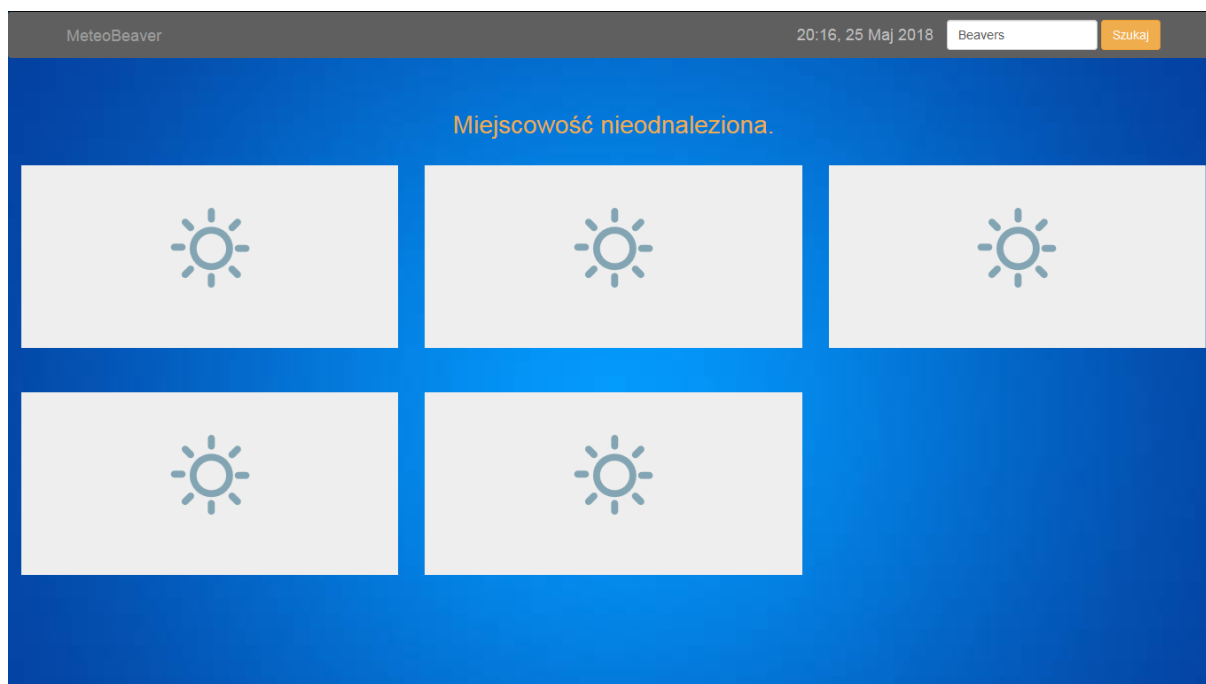 MeteoBeaver
20:16, 25 Maj 2018
Beavers
Szukaj
Miejscowość nieodnaleziona.